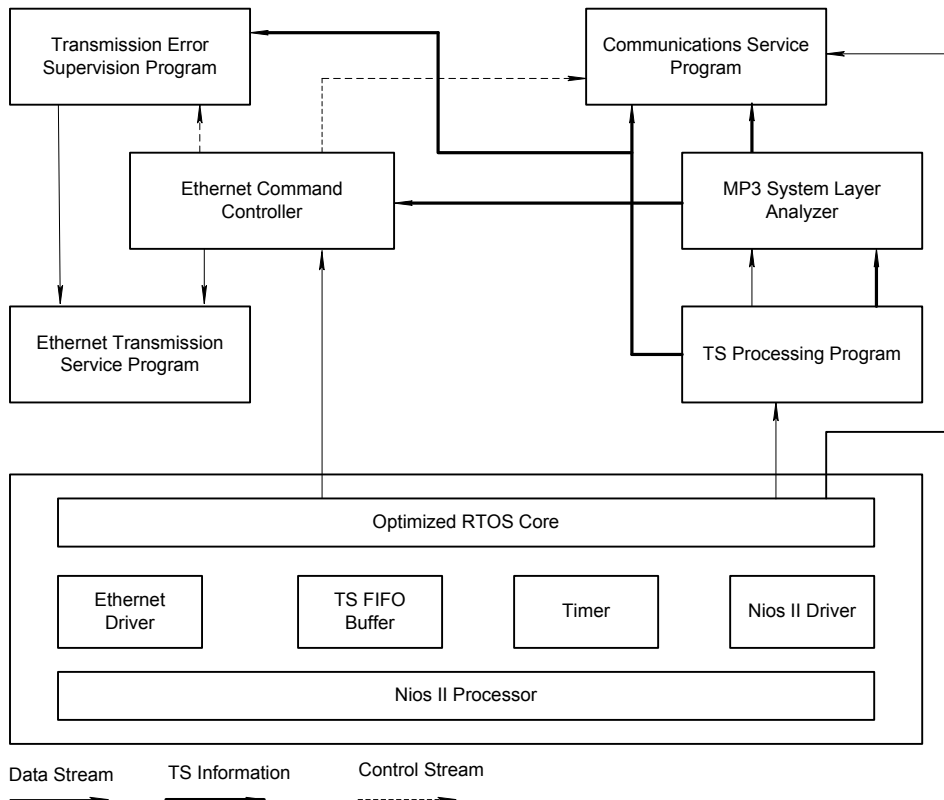 Transmission Error
Supervision Program
Communications Service
Program
Ethernet Command
Controller
MP3 System Layer
Analyzer
Ethernet Transmission
Service Program
TS Processing Program
Optimized RTOS Core
Ethernet
Driver
TS FIFO
Buffer
Timer
Nios II Driver
Nios II Processor
Data Stream
TS Information
Control Stream